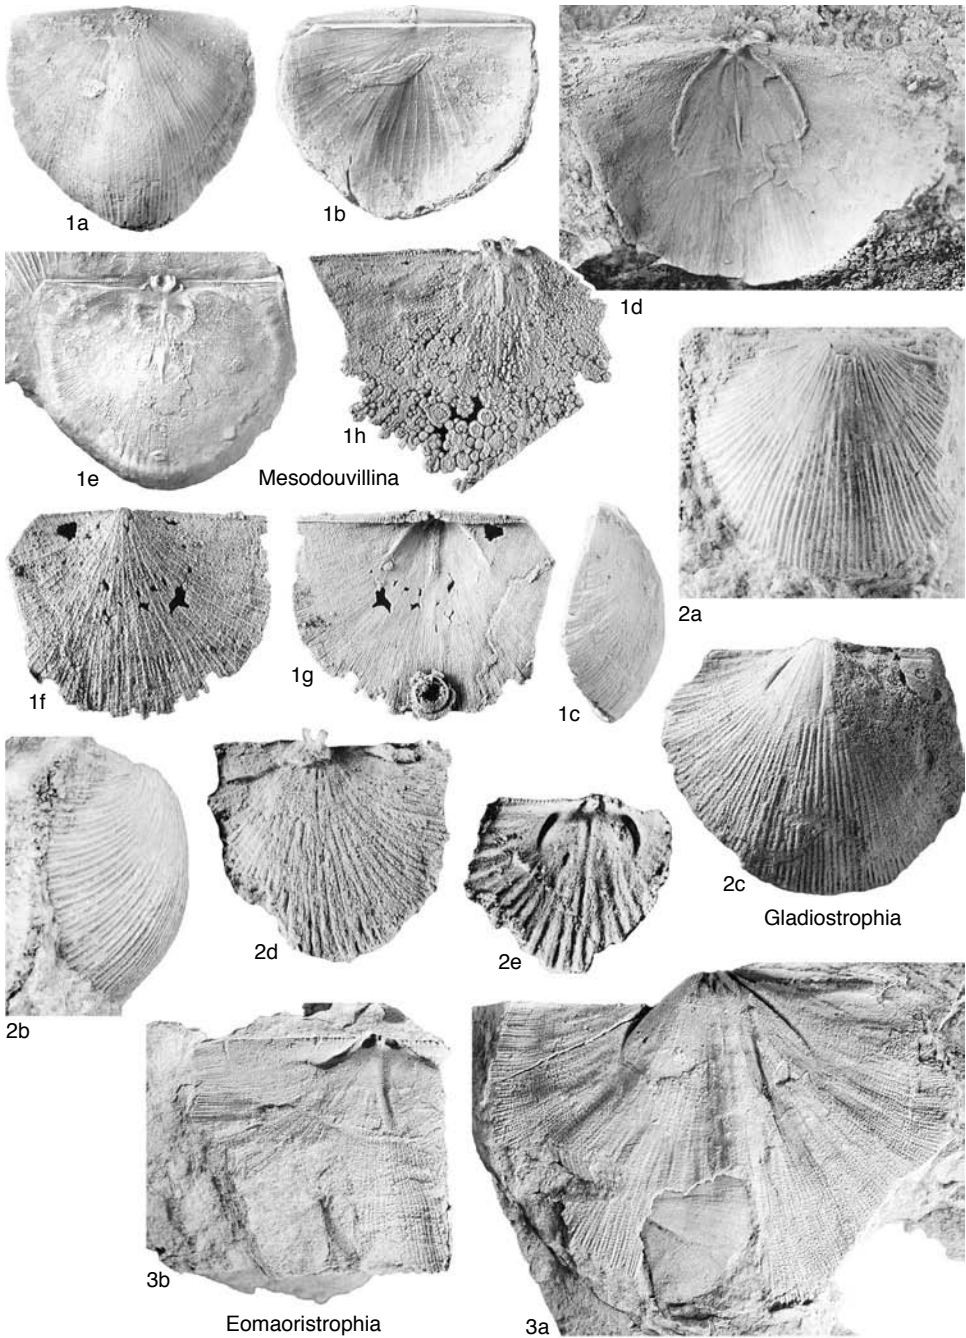 1a
1b
1d
1e
1h
Mesodouvillina
2a
1f
1g
1c
2c
Gladiostrophia
2d
2e
2b
3b
Eomaoristrophia
3a